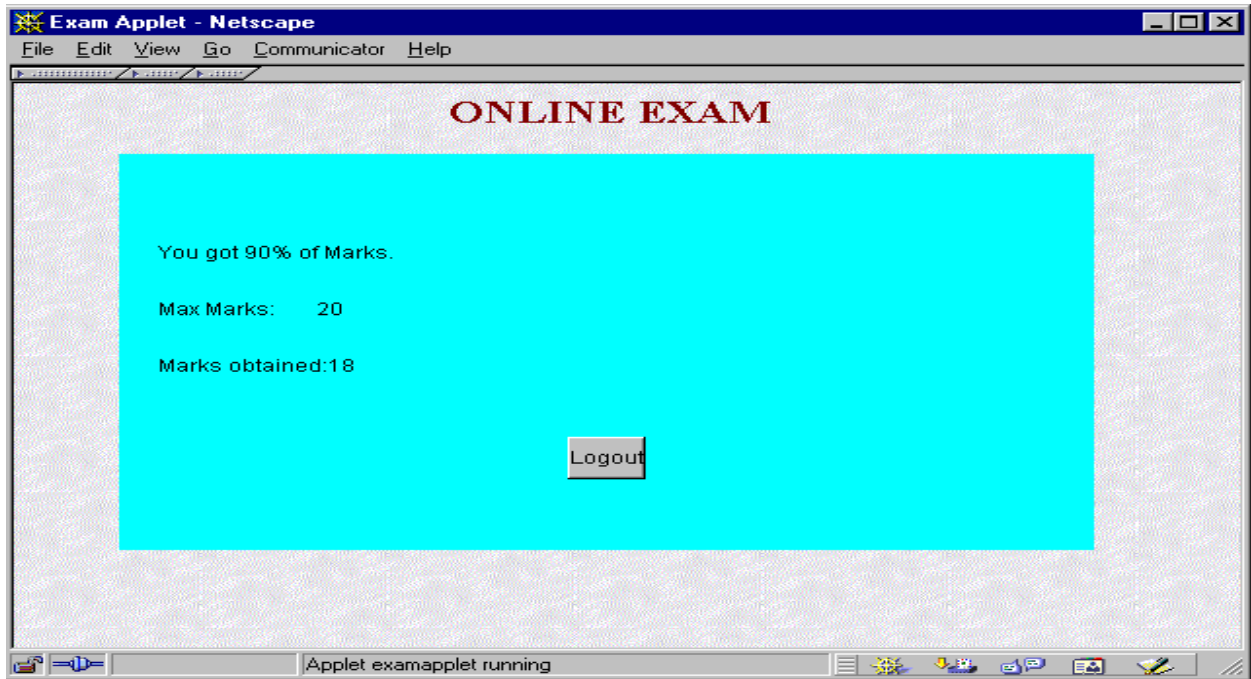 Exam Applet - Netscape
File Edit View Go Communicator Help
ONLINE EXAM
You got 90% of Marks.
Max Marks: 20
Marks obtained:18
Logout
Applet examapplet running